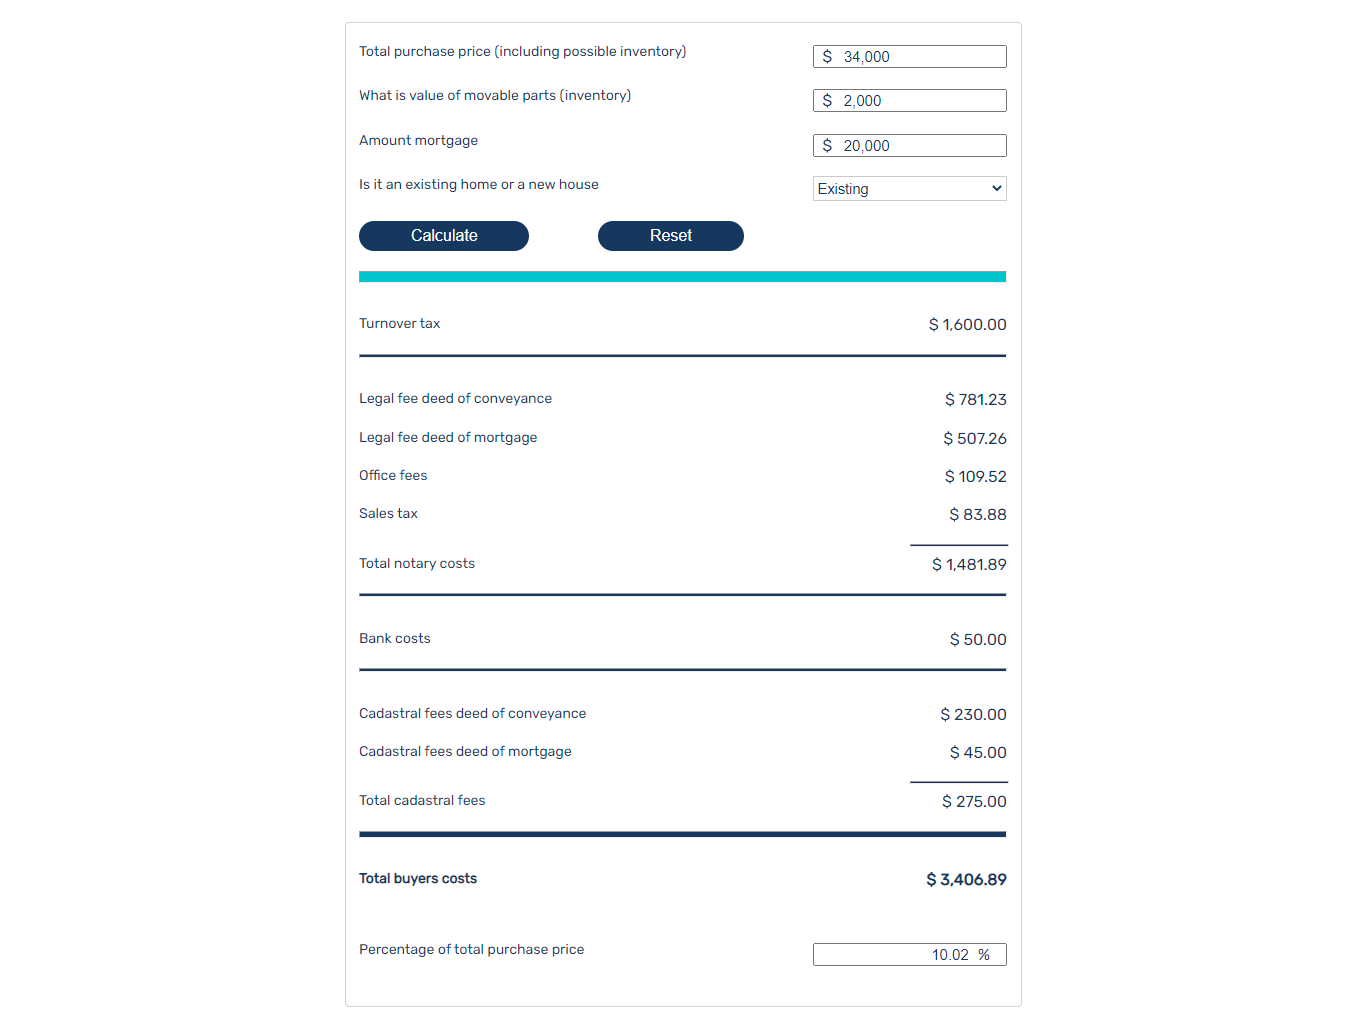 Total purchase price (including possible inventory) $ 34,000
What is value of movable parts (inventory) $ 2,000
Amount mortgage $ 20,000
Is it an existing home or a new house Existing
Calculate Reset
Turnover tax $ 1,600.00
Legal fee deed of conveyance $ 781.23
Legal fee deed of mortgage $ 507.26
Office fees $ 109.52
Sales tax $ 83.88
Total notary costs $ 1,481.89
Bank costs $ 50.00
Cadastral fees deed of conveyance $ 230.00
Cadastral fees deed of mortgage $ 45.00
Total cadastral fees $ 275.00
Total buyers costs $ 3,406.89
Percentage of total purchase price 10.02 %